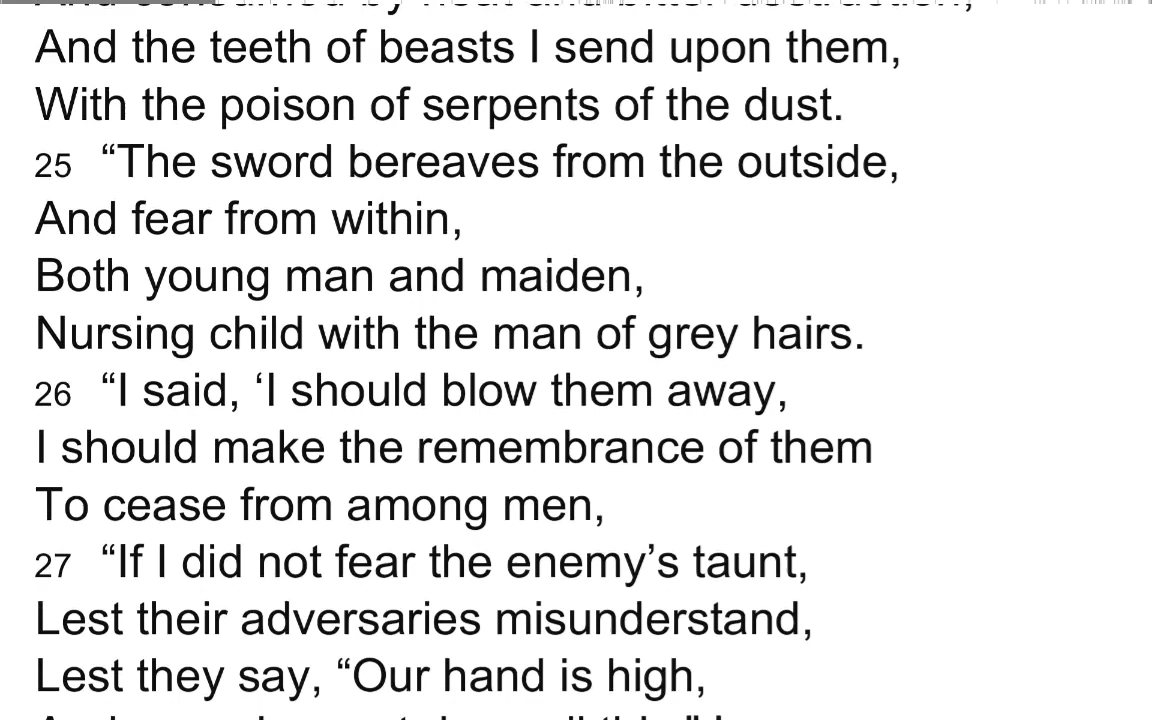 And the teeth of beasts I send upon them,
With the poison of serpents of the dust.
25 “The sword bereaves from the outside,
And fear from within,
Both young man and maiden,
Nursing child with the man of grey hairs.
26 “I said, ‘I should blow them away,
I should make the remembrance of them
To cease from among men,
27 “If I did not fear the enemy’s taunt,
Lest their adversaries misunderstand,
Lest they say, “Our hand is high,